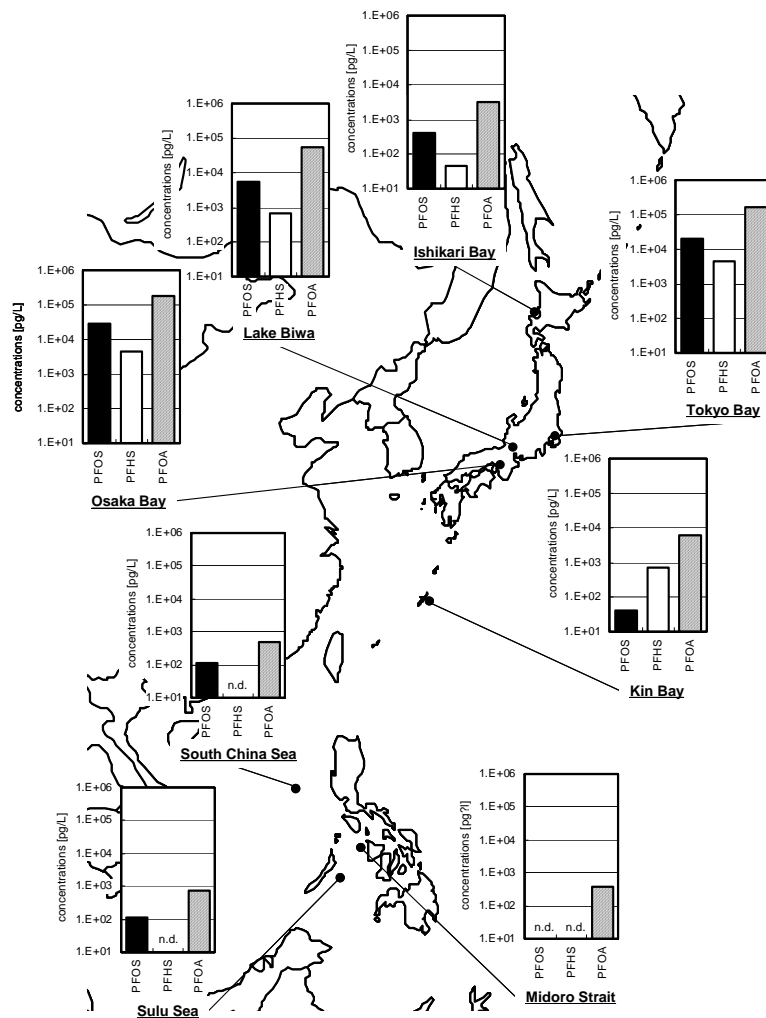 concentrations [pg/L]
1.E+06
1.E+05
1.E+04
1.E+03
1.E+02
1.E+01
PFOS
PFHS
PFOA
Ishikari Bay
concentrations [pg/L]
1.E+06
1.E+05
1.E+04
1.E+03
1.E+02
1.E+01
PFOS
PFHS
PFOA
Lake Biwa
concentrations [pg/L]
1.E+06
1.E+05
1.E+04
1.E+03
1.E+02
1.E+01
PFOS
PFHS
PFOA
Tokyo Bay
concentrations [pg/L]
1.E+06
1.E+05
1.E+04
1.E+03
1.E+02
1.E+01
PFOS
PFHS
PFOA
Osaka Bay
concentrations [pg/L]
1.E+06
1.E+05
1.E+04
1.E+03
1.E+02
1.E+01
PFOS
PFHS
PFOA
Kin Bay
concentrations [pg/L]
1.E+06
1.E+05
1.E+04
1.E+03
1.E+02
1.E+01
n.d.
PFOS
PFHS
PFOA
South China Sea
concentrations [pg/L]
1.E+06
1.E+05
1.E+04
1.E+03
1.E+02
1.E+01
n.d.
PFOS
PFHS
PFOA
Sulu Sea
concentrations [pg?l]
1.E+06
1.E+05
1.E+04
1.E+03
1.E+02
1.E+01
n.d. n.d.
PFOS
PFHS
PFOA
Midoro Strait